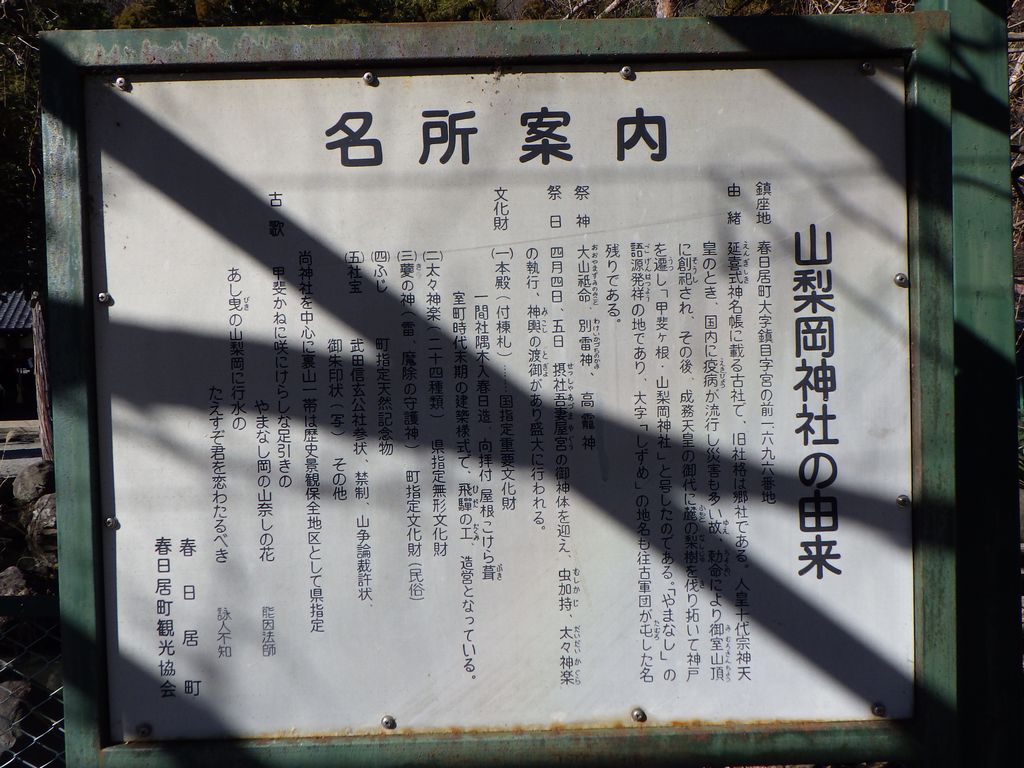 名所案内
山梨岡神社の由来
鎮座地 春日居町大字鎮目字宮の前一六九六番地
由緒 延喜式神名帳に載る古社で、旧社格は郷社である。人皇十代宗神天
皇のとき、国内に疫病が流行し災害も多い故、勅命により御室山頂
に創祀され、その後、成務天皇の御代に麓の梨樹を伐り拓いて神戸
を遷し「甲斐ヶ根・山梨岡神社」と号したのである。「やまなし」の
語源発祥の地であり、大字「しずめ」の地名も往古軍団が屯した名
残りである。
祭神 大山祗命、別雷神、高龗神
祭日 四月四日、五日 摂社吾妻屋宮の御神体を迎え、虫加持、太々神楽
の執行、神輿の渡御があり盛大に行われる。
文化財 (一)本殿(付棟札)……国指定重要文化財
一間社隅木入春日造、向拝付 屋根こけら葺
室町時代末期の建築様式で、飛驒の工、造営となっている。
(二)太々神楽(二十四種類) 県指定無形文化財
(三)夔の神(雷、魔除の守護神) 町指定文化財(民俗)
(四)ふじ 町指定天然記念物
(五)社宝 武田信玄公社参状、禁制、山争論裁許状、
御朱印状(写) その他
尚神社を中心に裏山一帯は歴史景観保全地区として県指定
古歌 甲斐かねに咲にけらしな足引きの
やまなし岡の山奈しの花 能因法師
あし曳の山梨岡に行水の
たえずぞ君を恋わたるべき 詠人不知
春日居町
春日居町観光協会